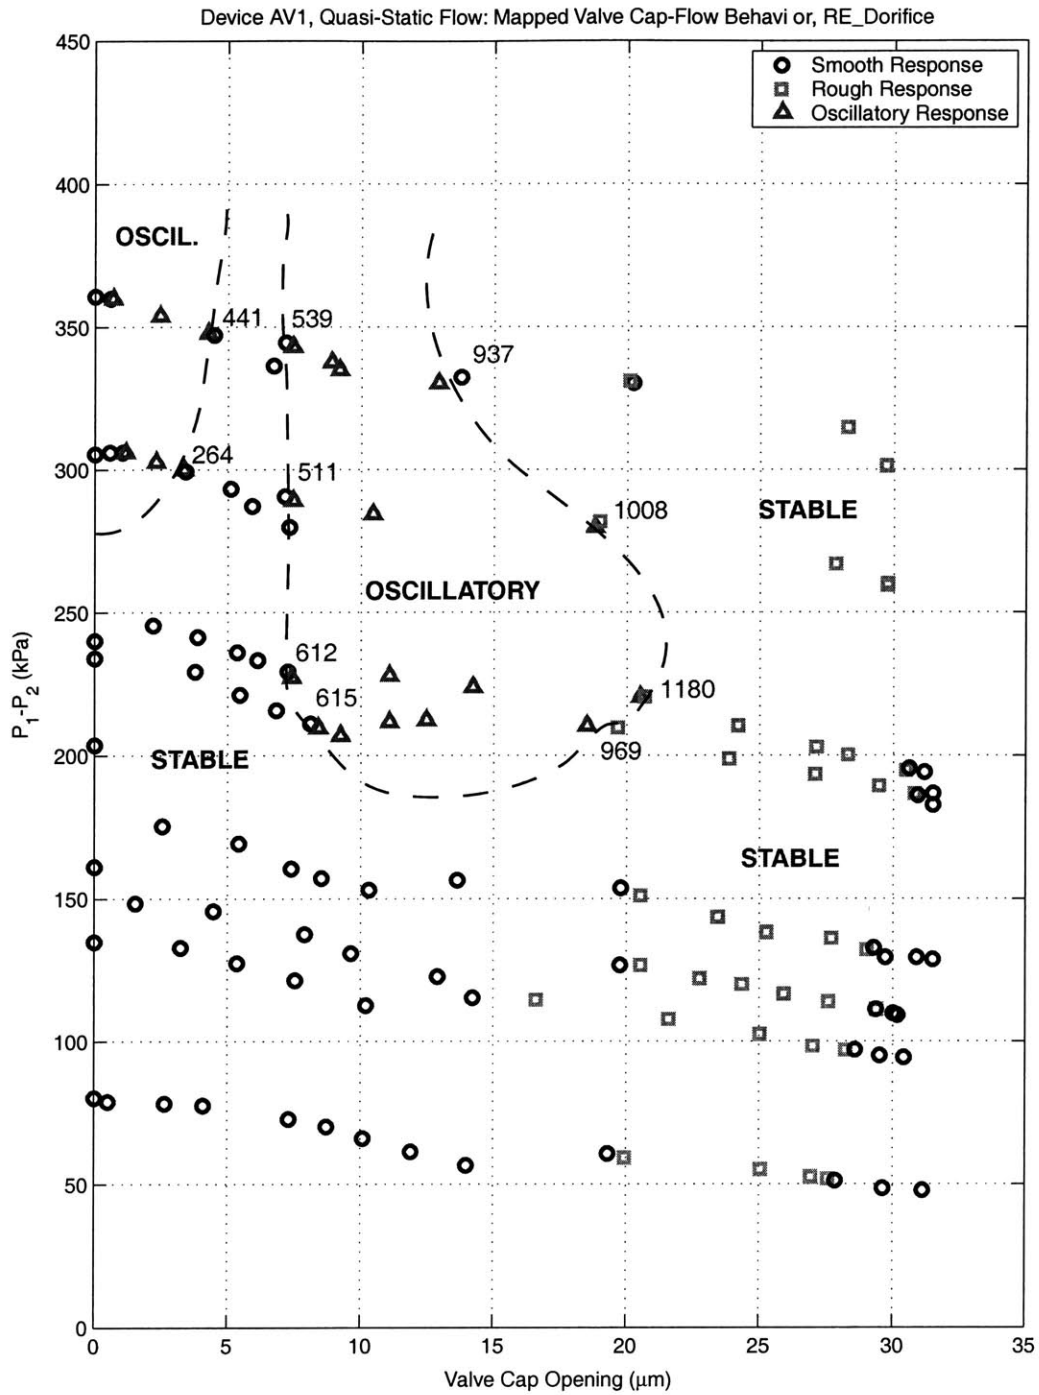 Device AV1, Quasi-Static Flow: Mapped Valve Cap-Flow Behavi or, RE_Dorifice
450
Smooth Response
Rough Response
Oscillatory Response
400
OSCIL.
350
441
539
937
300
264
511
1008
STABLE
OSCILLATORY
250
612
615
1180
200
STABLE
969
STABLE
150
100
50
0
0 5 10 15 20 25 30 35
P1-P2 (kPa)
Valve Cap Opening (μm)